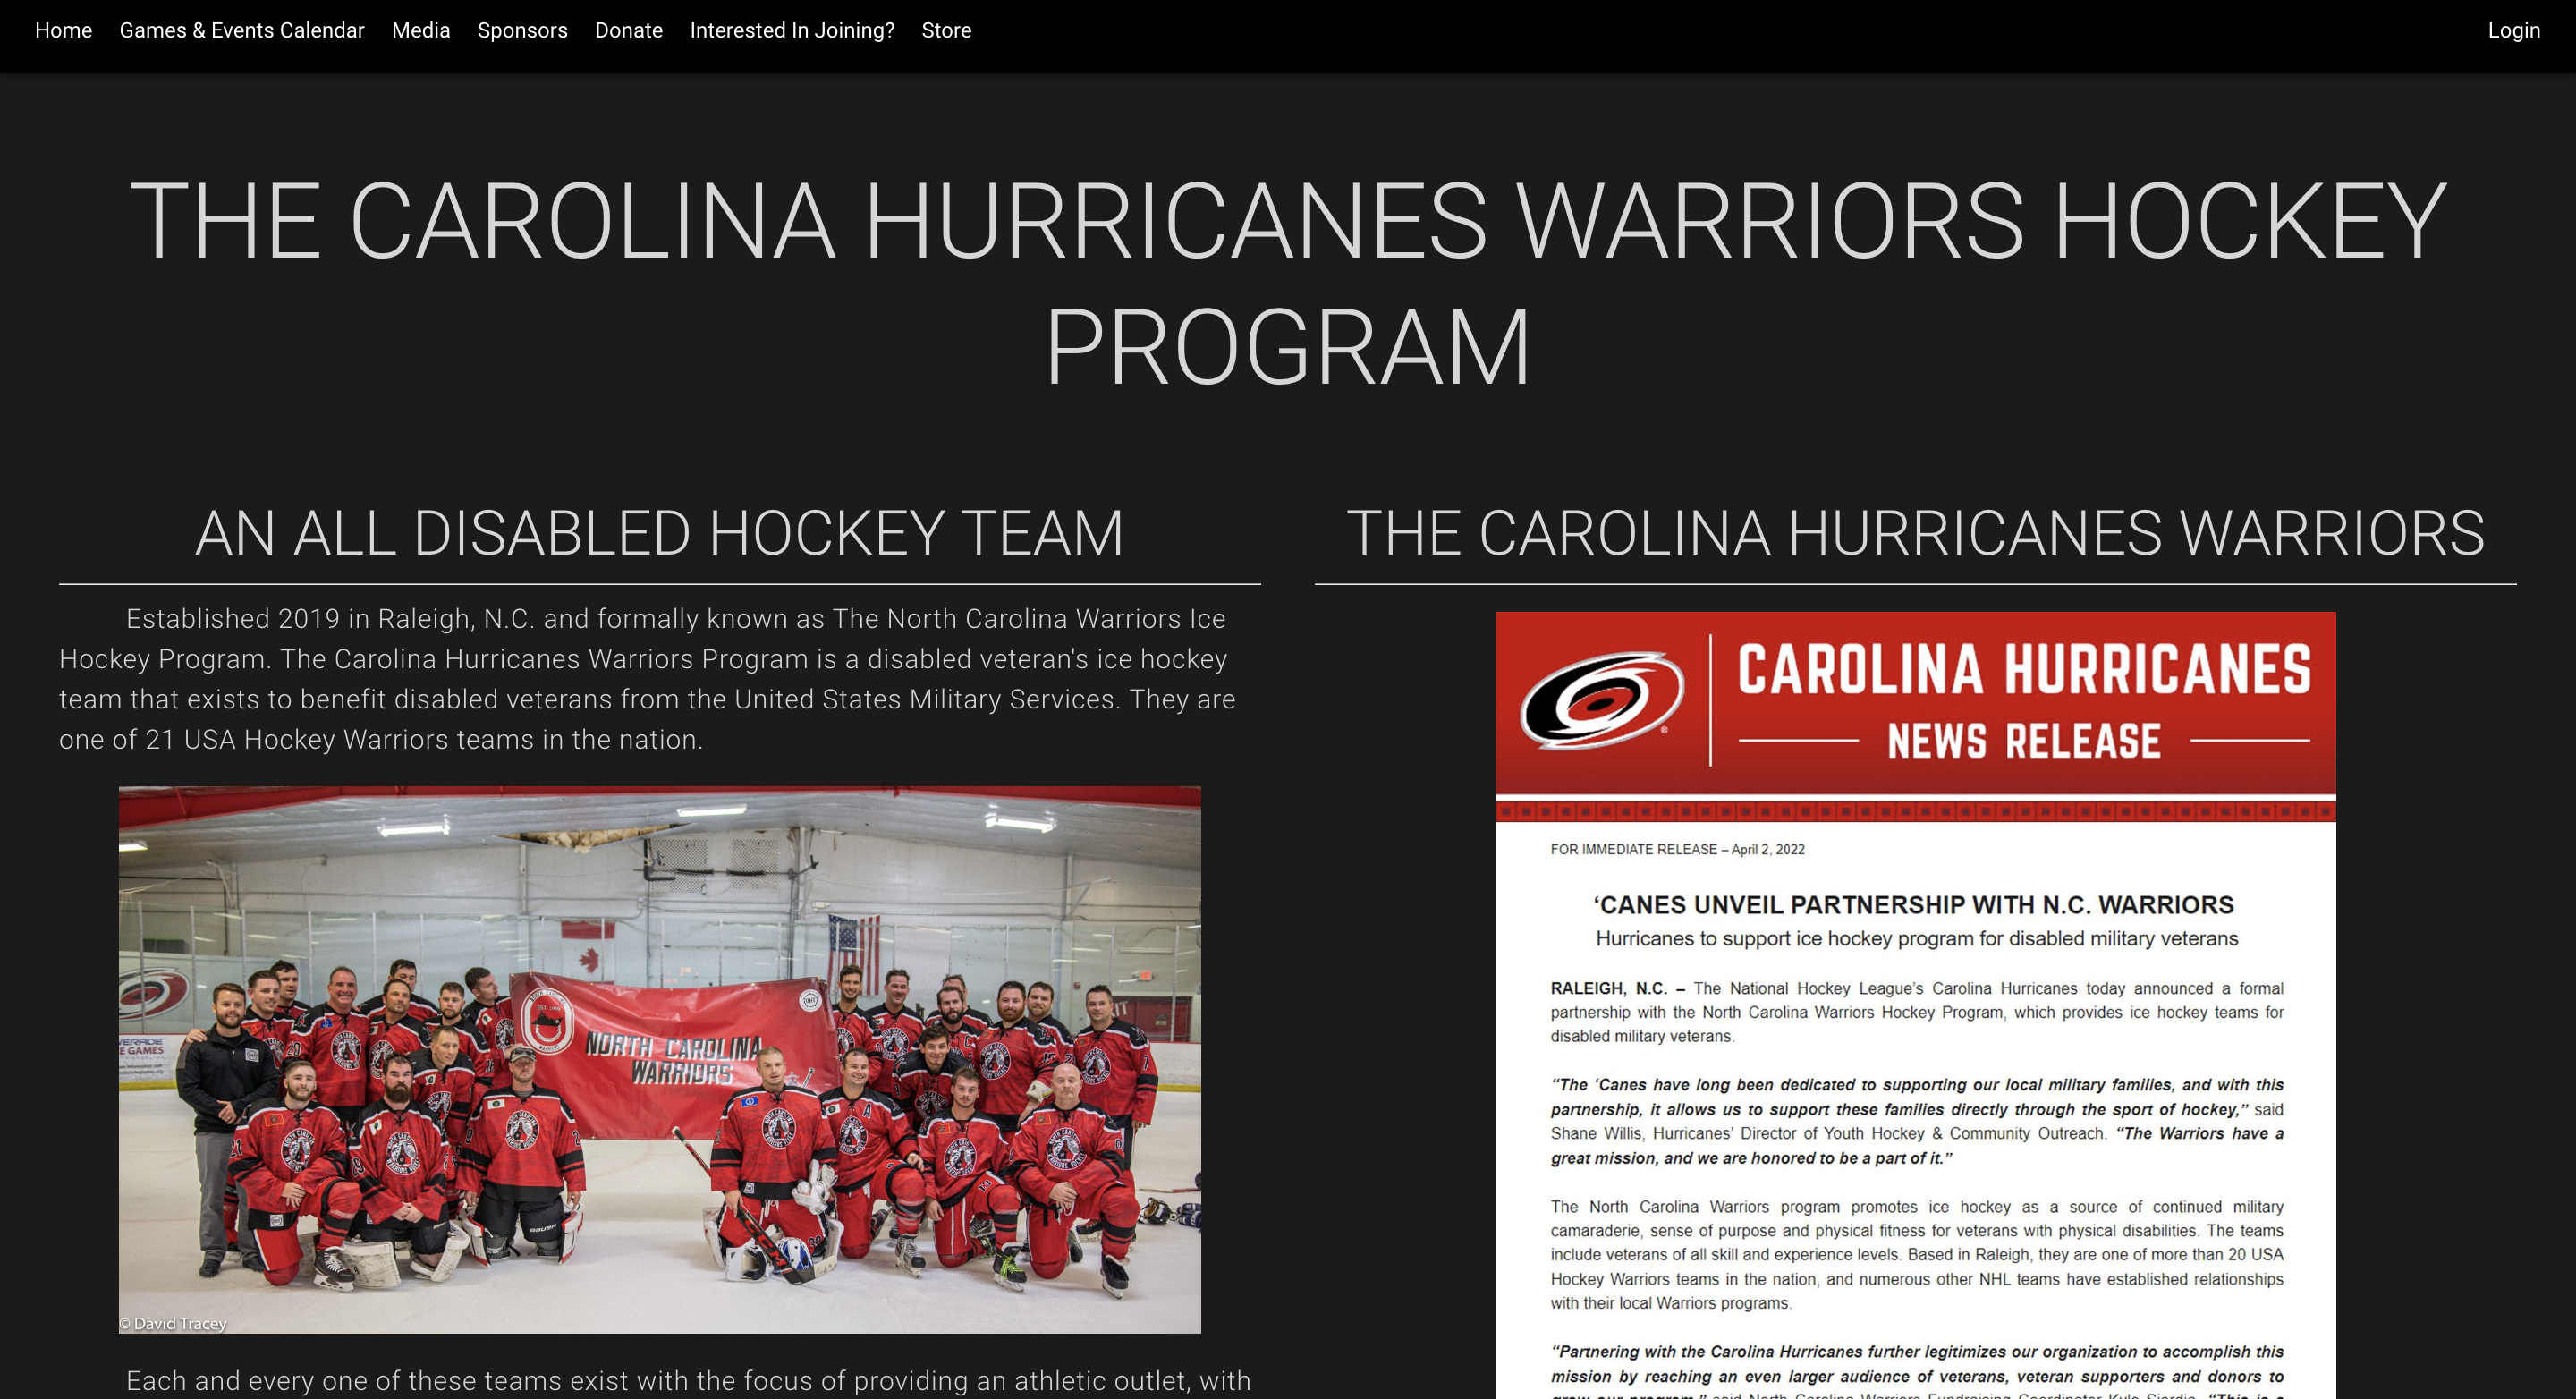 Home Games & Events Calendar Media Sponsors Donate Interested In Joining? Store Login
THE CAROLINA HURRICANES WARRIORS HOCKEY
PROGRAM
AN ALL DISABLED HOCKEY TEAM
Established 2019 in Raleigh, N.C. and formally known as The North Carolina Warriors Ice
Hockey Program. The Carolina Hurricanes Warriors Program is a disabled veteran's ice hockey
team that exists to benefit disabled veterans from the United States Military Services. They are
one of 21 USA Hockey Warriors teams in the nation.
NORTH CAROLINA
WARRIORS
© David Tracey
Each and every one of these teams exist with the focus of providing an athletic outlet, with
THE CAROLINA HURRICANES WARRIORS
CAROLINA HURRICANES
NEWS RELEASE
FOR IMMEDIATE RELEASE – April 2, 2022
‘CANES UNVEIL PARTNERSHIP WITH N.C. WARRIORS
Hurricanes to support ice hockey program for disabled military veterans
RALEIGH, N.C. – The National Hockey League’s Carolina Hurricanes today announced a formal
partnership with the North Carolina Warriors Hockey Program, which provides ice hockey teams for
disabled military veterans.
“The ‘Canes have long been dedicated to supporting our local military families, and with this
partnership, it allows us to support these families directly through the sport of hockey,” said
Shane Willis, Hurricanes’ Director of Youth Hockey & Community Outreach. “The Warriors have a
great mission, and we are honored to be a part of it.”
The North Carolina Warriors program promotes ice hockey as a source of continued military
camaraderie, sense of purpose and physical fitness for veterans with physical disabilities. The teams
include veterans of all skill and experience levels. Based in Raleigh, they are one of more than 20 USA
Hockey Warriors teams in the nation, and numerous other NHL teams have established relationships
with their local Warriors programs.
“Partnering with the Carolina Hurricanes further legitimizes our organization to accomplish this
mission by reaching an even larger audience of veterans, veteran supporters and donors to